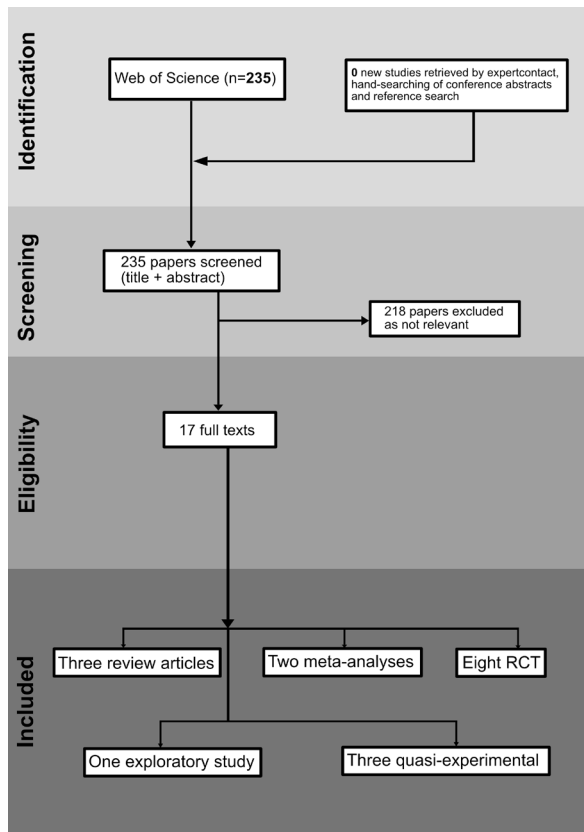 Identification
Web of Science (n=235)
0 new studies retrieved by expertcontact,
hand-searching of conference abstracts
and reference search
Screening
235 papers screened
(title + abstract)
218 papers excluded
as not relevant
Eligibility
17 full texts
Included
Three review articles
Two meta-analyses
Eight RCT
One exploratory study
Three quasi-experimental